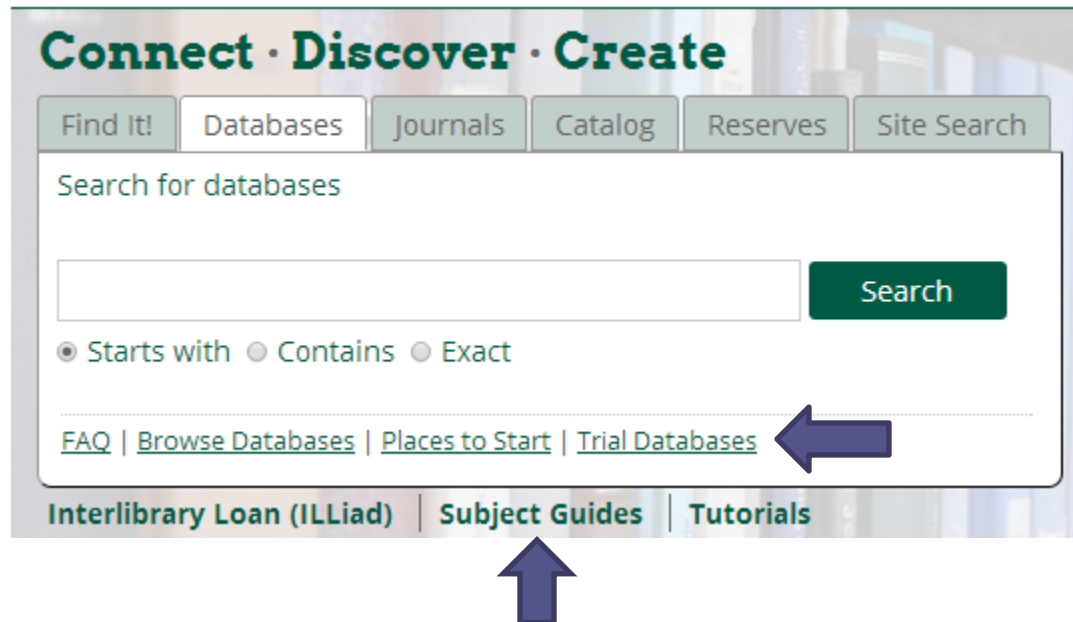 Connect · Discover · Create
Find It! Databases Journals Catalog Reserves Site Search
Search for databases
Search
Starts with Contains Exact
FAQ | Browse Databases | Places to Start | Trial Databases
Interlibrary Loan (ILLiad) | Subject Guides | Tutorials